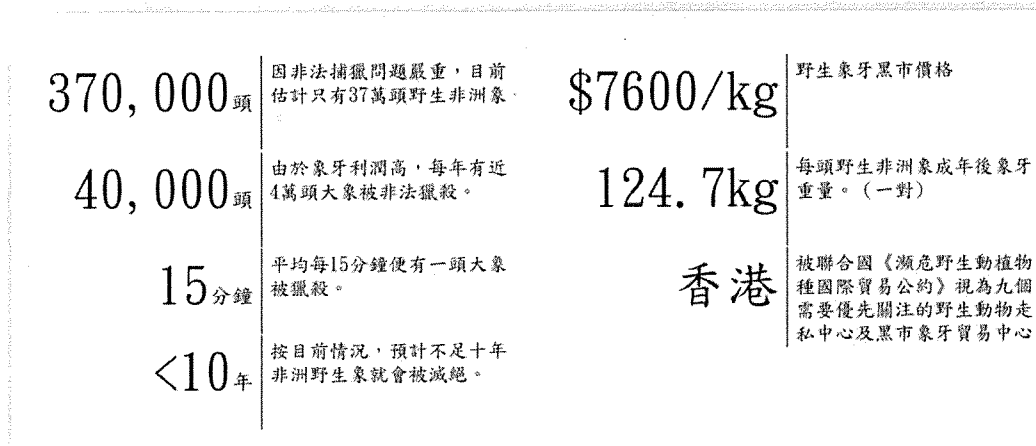 370,000頭
因非法捕獵問題嚴重，目前
估計只有37萬頭野生非洲象
40,000頭
由於象牙利潤高，每年有近
4萬頭大象被非法獵殺。
15分鐘
平均每15分鐘便有一頭大象
被獵殺。
<10年
按目前情況，預計不足十年
非洲野生象就會被滅絕。
$7600/kg
野生象牙黑市價格
124.7kg
每頭野生非洲象成年後象牙
重量。（一對）
香港
被聯合國《瀕危野生動植物
種國際貿易公約》視為九個
需要優先關注的野生動物走
私中心及黑市象牙貿易中心